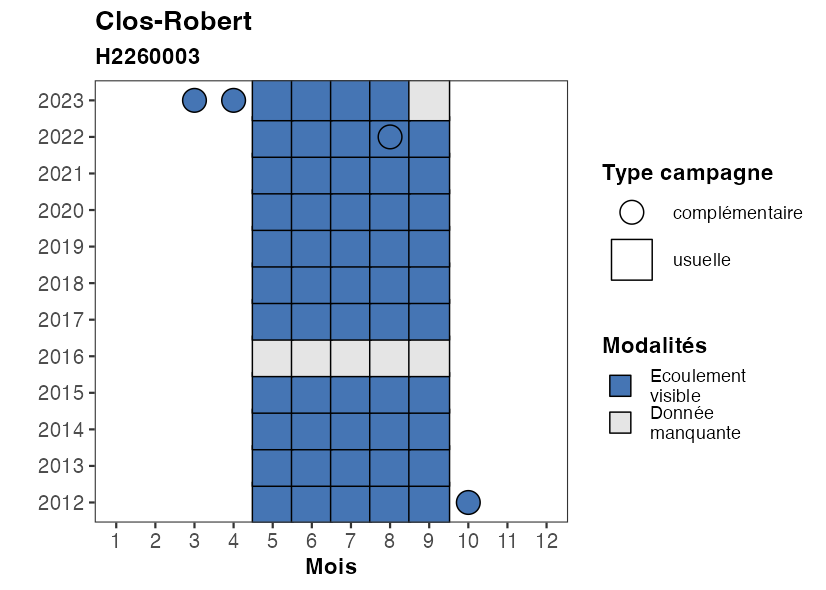 Clos-Robert
H2260003
2023
2022
2021
2020
2019
2018
2017
2016
2015
2014
2013
2012
1 2 3 4 5 6 7 8 9 10 11 12
Mois
Type campagne
complémentaire
usuelle
Modalités
Ecoulement
visible
Donnée
manquante